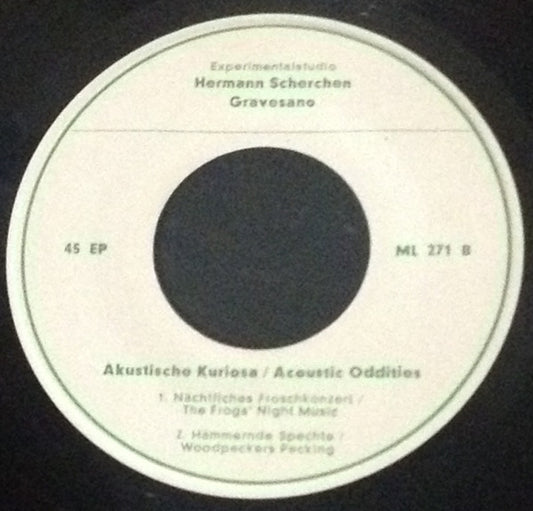 Experimentalstudio
Hermann Scherchen
Gravesano
45 EP
ML 271 B
Akustische Kuriosa / Acoustic Oddities
1. Nächtliches Froschkonzert /
The Frogs' Night Music
2. Hämmernde Spechte /
Woodpeckers Pecking